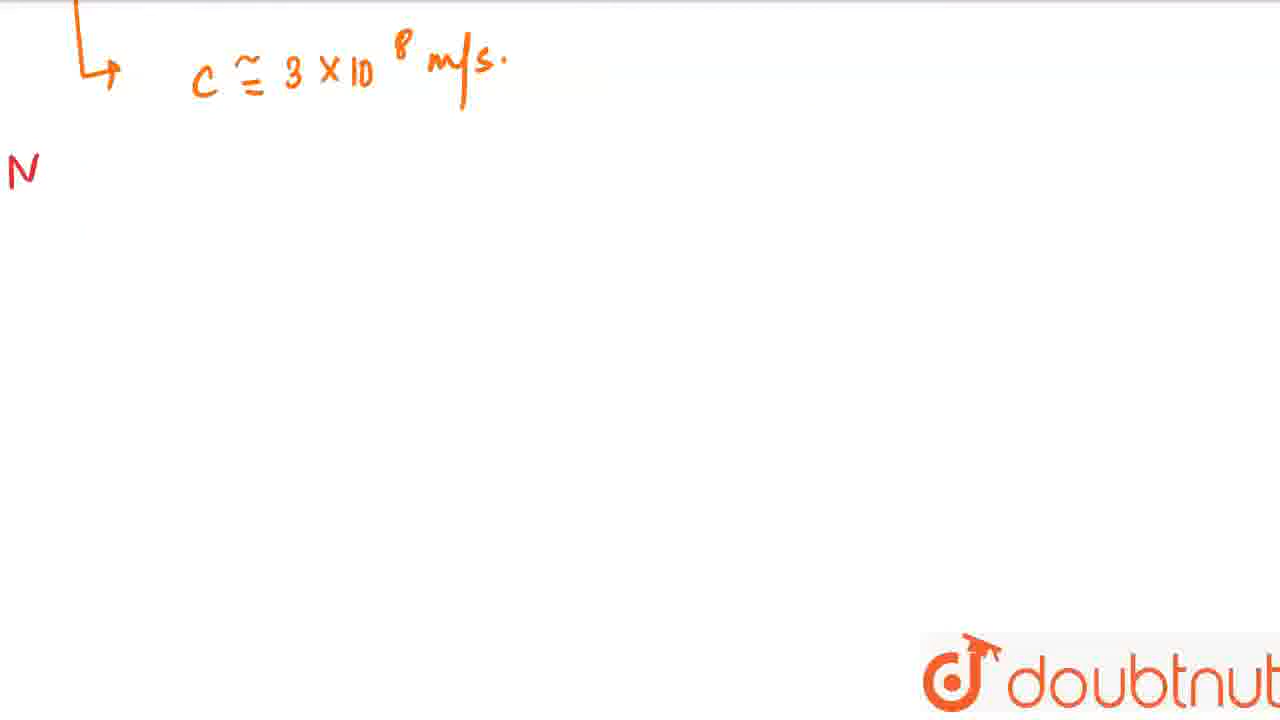 C ≅ 3 × 10⁸ m/s.
N
doubtnut